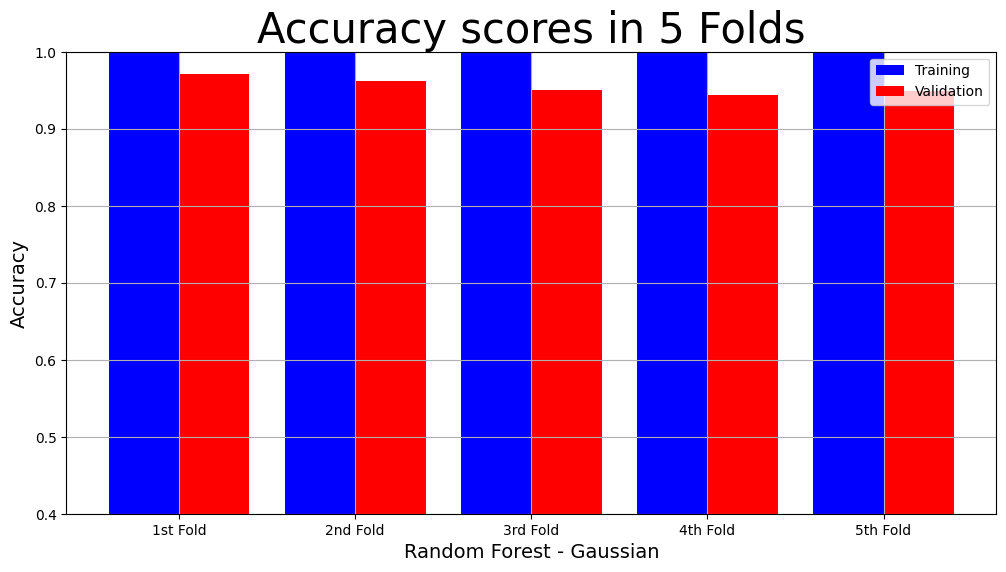 Accuracy scores in 5 Folds
Training
Validation
Accuracy
1.0
0.9
0.8
0.7
0.6
0.5
0.4
1st Fold
2nd Fold
3rd Fold
4th Fold
5th Fold
Random Forest - Gaussian